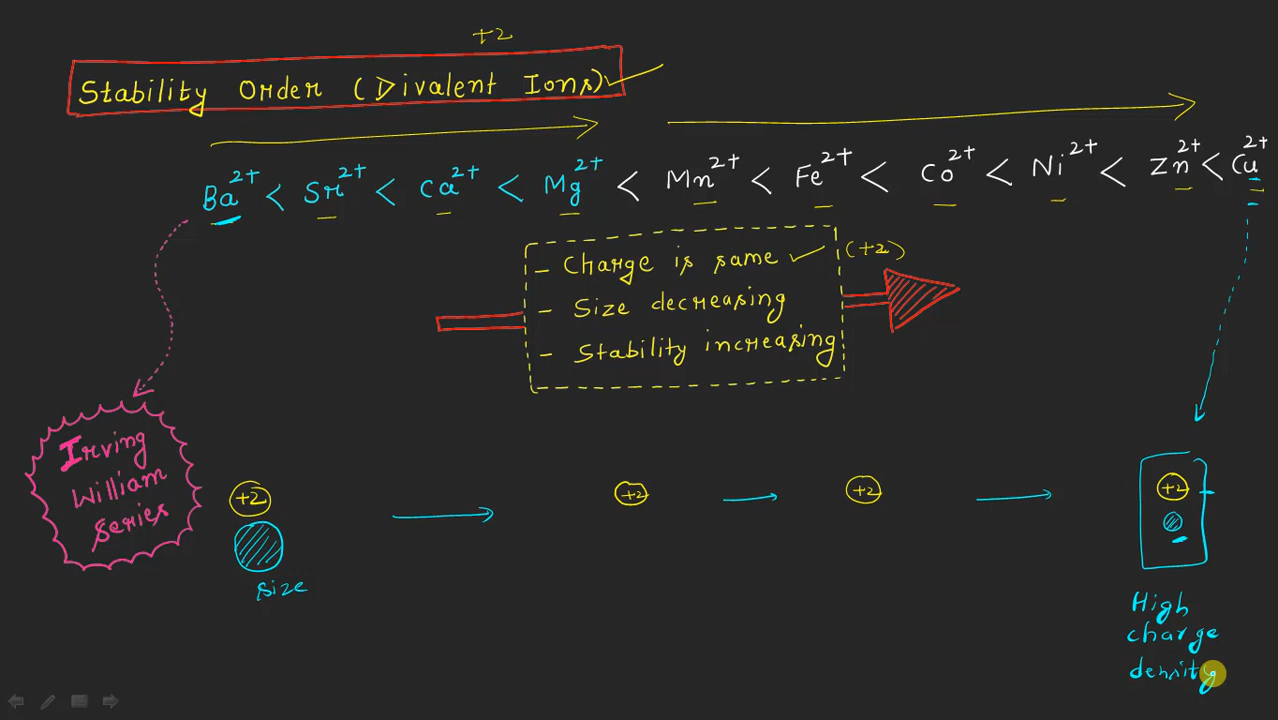 +2
Stability Order (Divalent Ions)
Ba²⁺ < Sr²⁺ < Ca²⁺ < Mg²⁺ < Mn²⁺ < Fe²⁺ < Co²⁺ < Ni²⁺ < Zn²⁺ < Cu²⁺
- Charge is same (+2)
- Size decreasing
- Stability increasing
Irving
William
series
+2
+2
+2
+2
size
High
charge
density